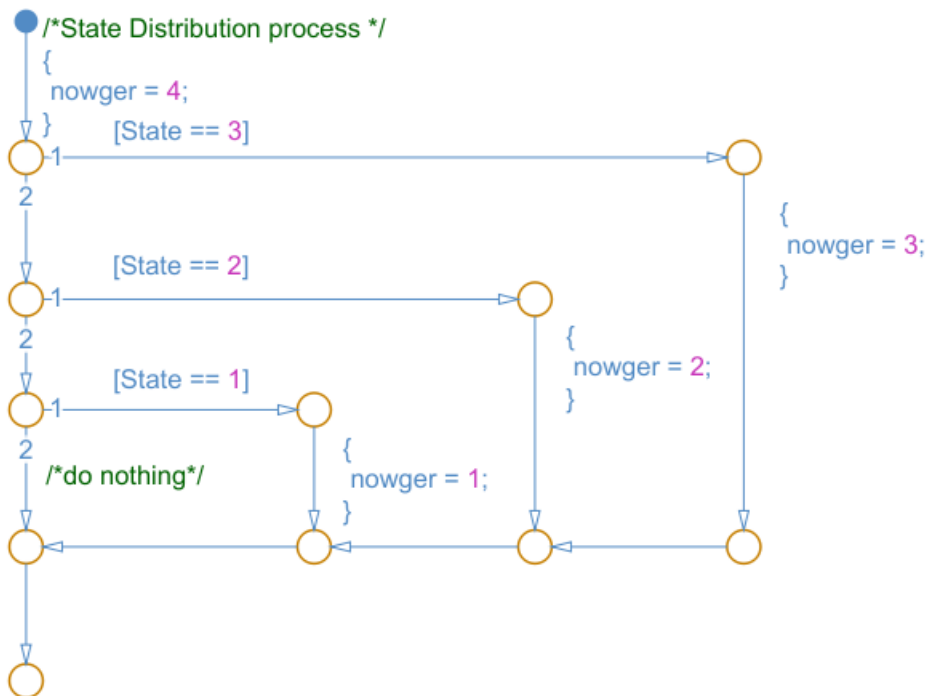 /*State Distribution process */
{
nowger = 4;
}
[State == 3]
1
2
{
nowger = 3;
}
[State == 2]
1
2
{
nowger = 2;
}
[State == 1]
1
2
/*do nothing*/
{
nowger = 1;
}